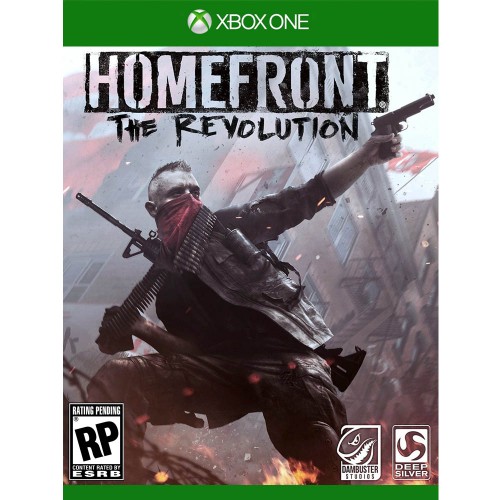 XBOX ONE
HOMEFRONT
THE REVOLUTION
RATING PENDING
RP
CONTENT RATED BY
ESRB
DAMBUSTER
STUDIOS
DEEP
SILVER